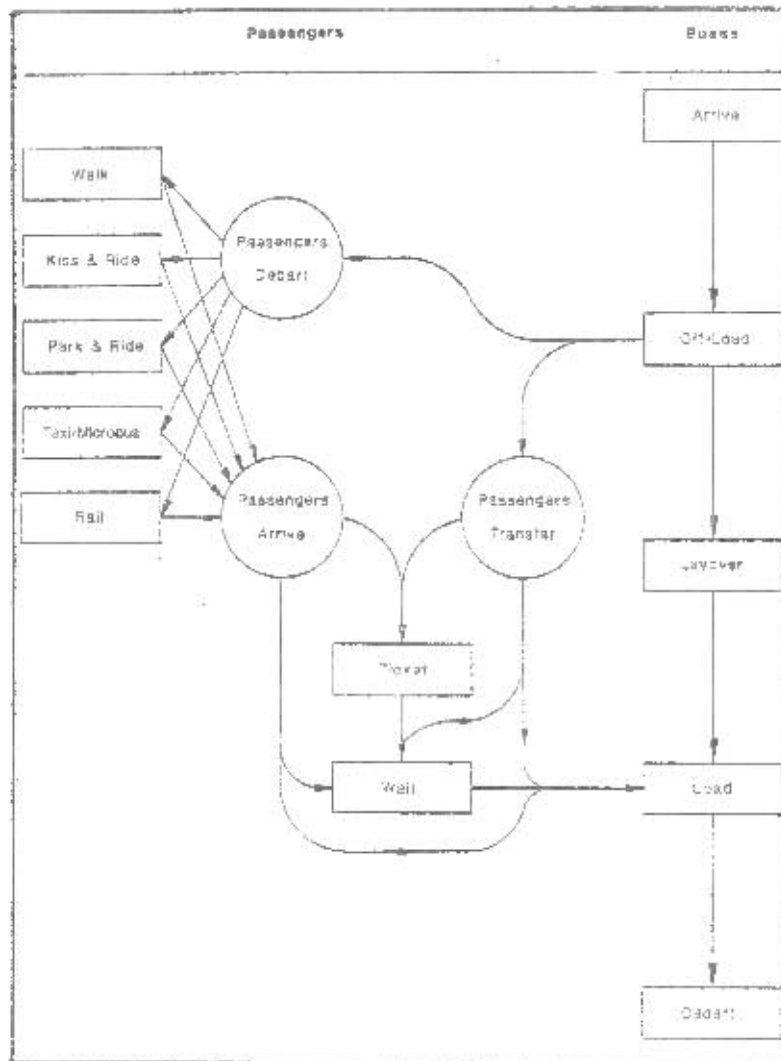 Passengers
Buses
Arrive
Walk
Passengers
Depart
Kiss & Ride
Off-Load
Park & Ride
Taxi/Microbus
Passengers
Arrive
Passengers
Transfer
Rail
Layover
Ticket
Wait
Load
Depart